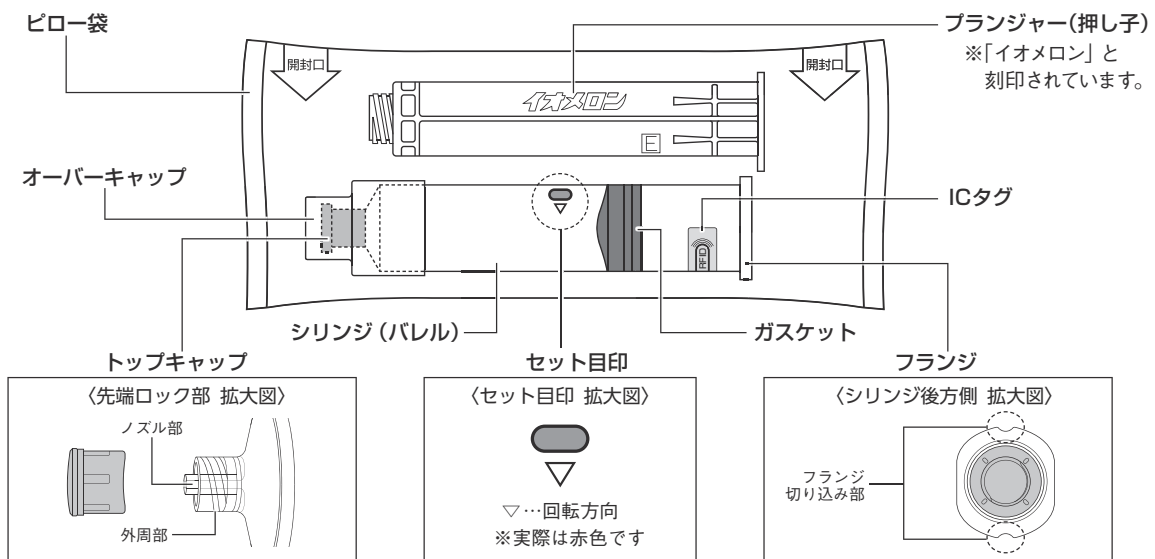 ピロー袋
プランジャー（押し子）
※「イオメロン」と
刻印されています。
開封口
開封口
イオメロン
E
オーバーキャップ
ICタグ
RFID
シリンジ（バレル）
ガスケット
トップキャップ
セット目印
フランジ
〈先端ロック部 拡大図〉
ノズル部
外周部
〈セット目印 拡大図〉
▽…回転方向
※実際は赤色です
〈シリンジ後方側 拡大図〉
フランジ
切り込み部